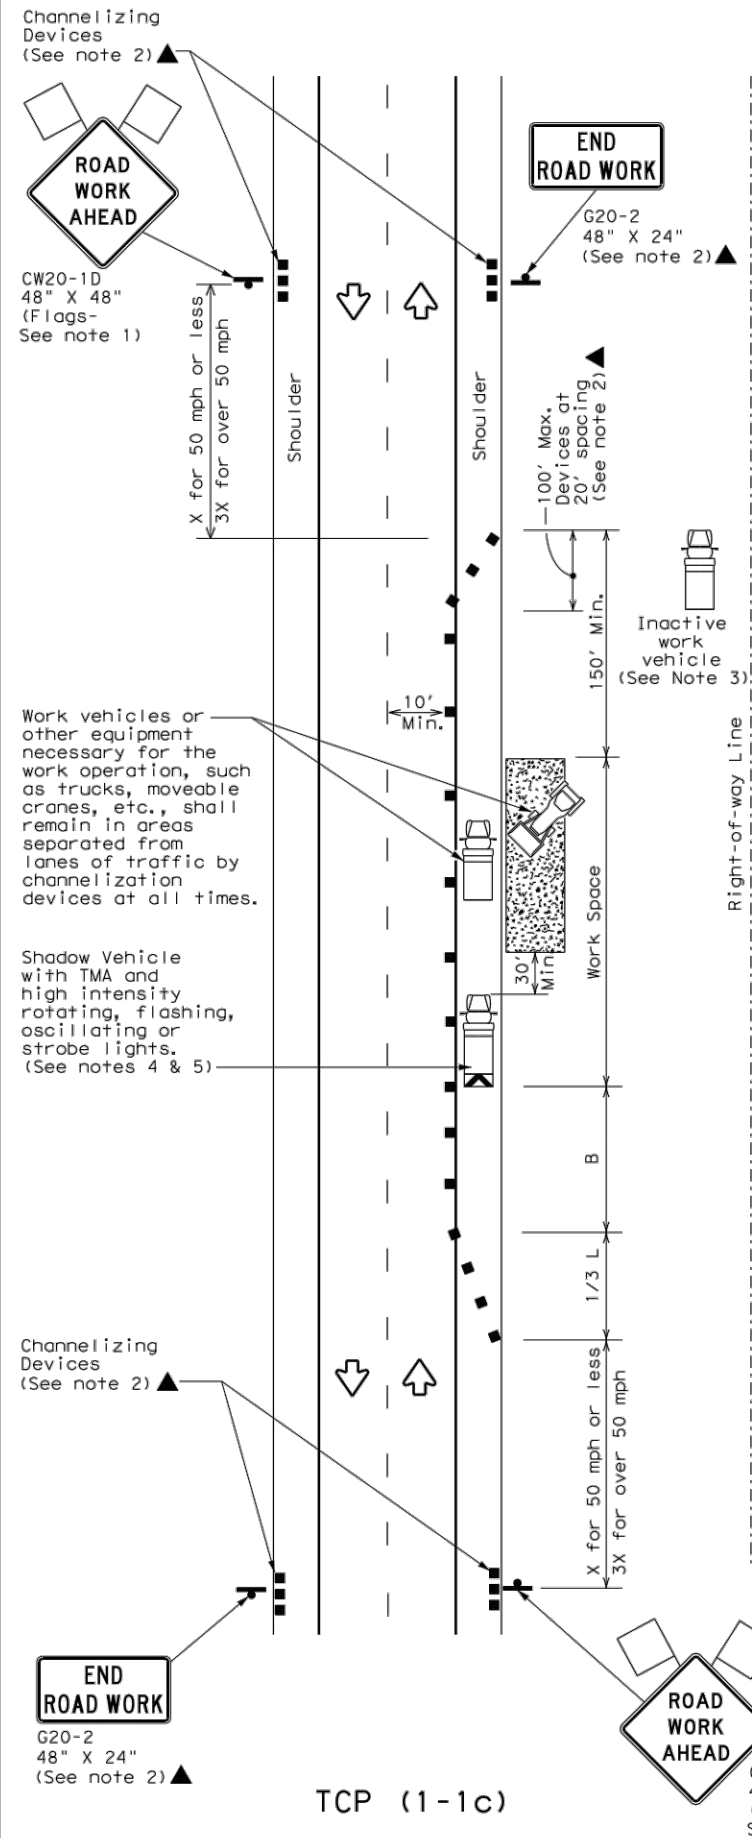 Channelizing
Devices
(See note 2)▲
ROAD
WORK
AHEAD
CW20-1D
48" X 48"
(Flags-
See note 1)
END
ROAD WORK
G20-2
48" X 24"
(See note 2)▲
X for 50 mph or less
3X for over 50 mph
Shoulder
Shoulder
100' Max.
Devices at
20' spacing
(See note 2)▲
150' Min.
Inactive
work
vehicle
(See Note 3)
10'
Min.
Work vehicles or
other equipment
necessary for the
work operation, such
as trucks, moveable
cranes, etc., shall
remain in areas
separated from
lanes of traffic by
channelization
devices at all times.
Right-of-way Line
Work Space
30'
Min.
Shadow Vehicle
with TMA and
high intensity
rotating, flashing,
oscillating or
strobe lights.
(See notes 4 & 5)
B
1/3 L
Channelizing
Devices
(See note 2)▲
X for 50 mph or less
3X for over 50 mph
END
ROAD WORK
G20-2
48" X 24"
(See note 2)▲
ROAD
WORK
AHEAD
TCP (1-1c)